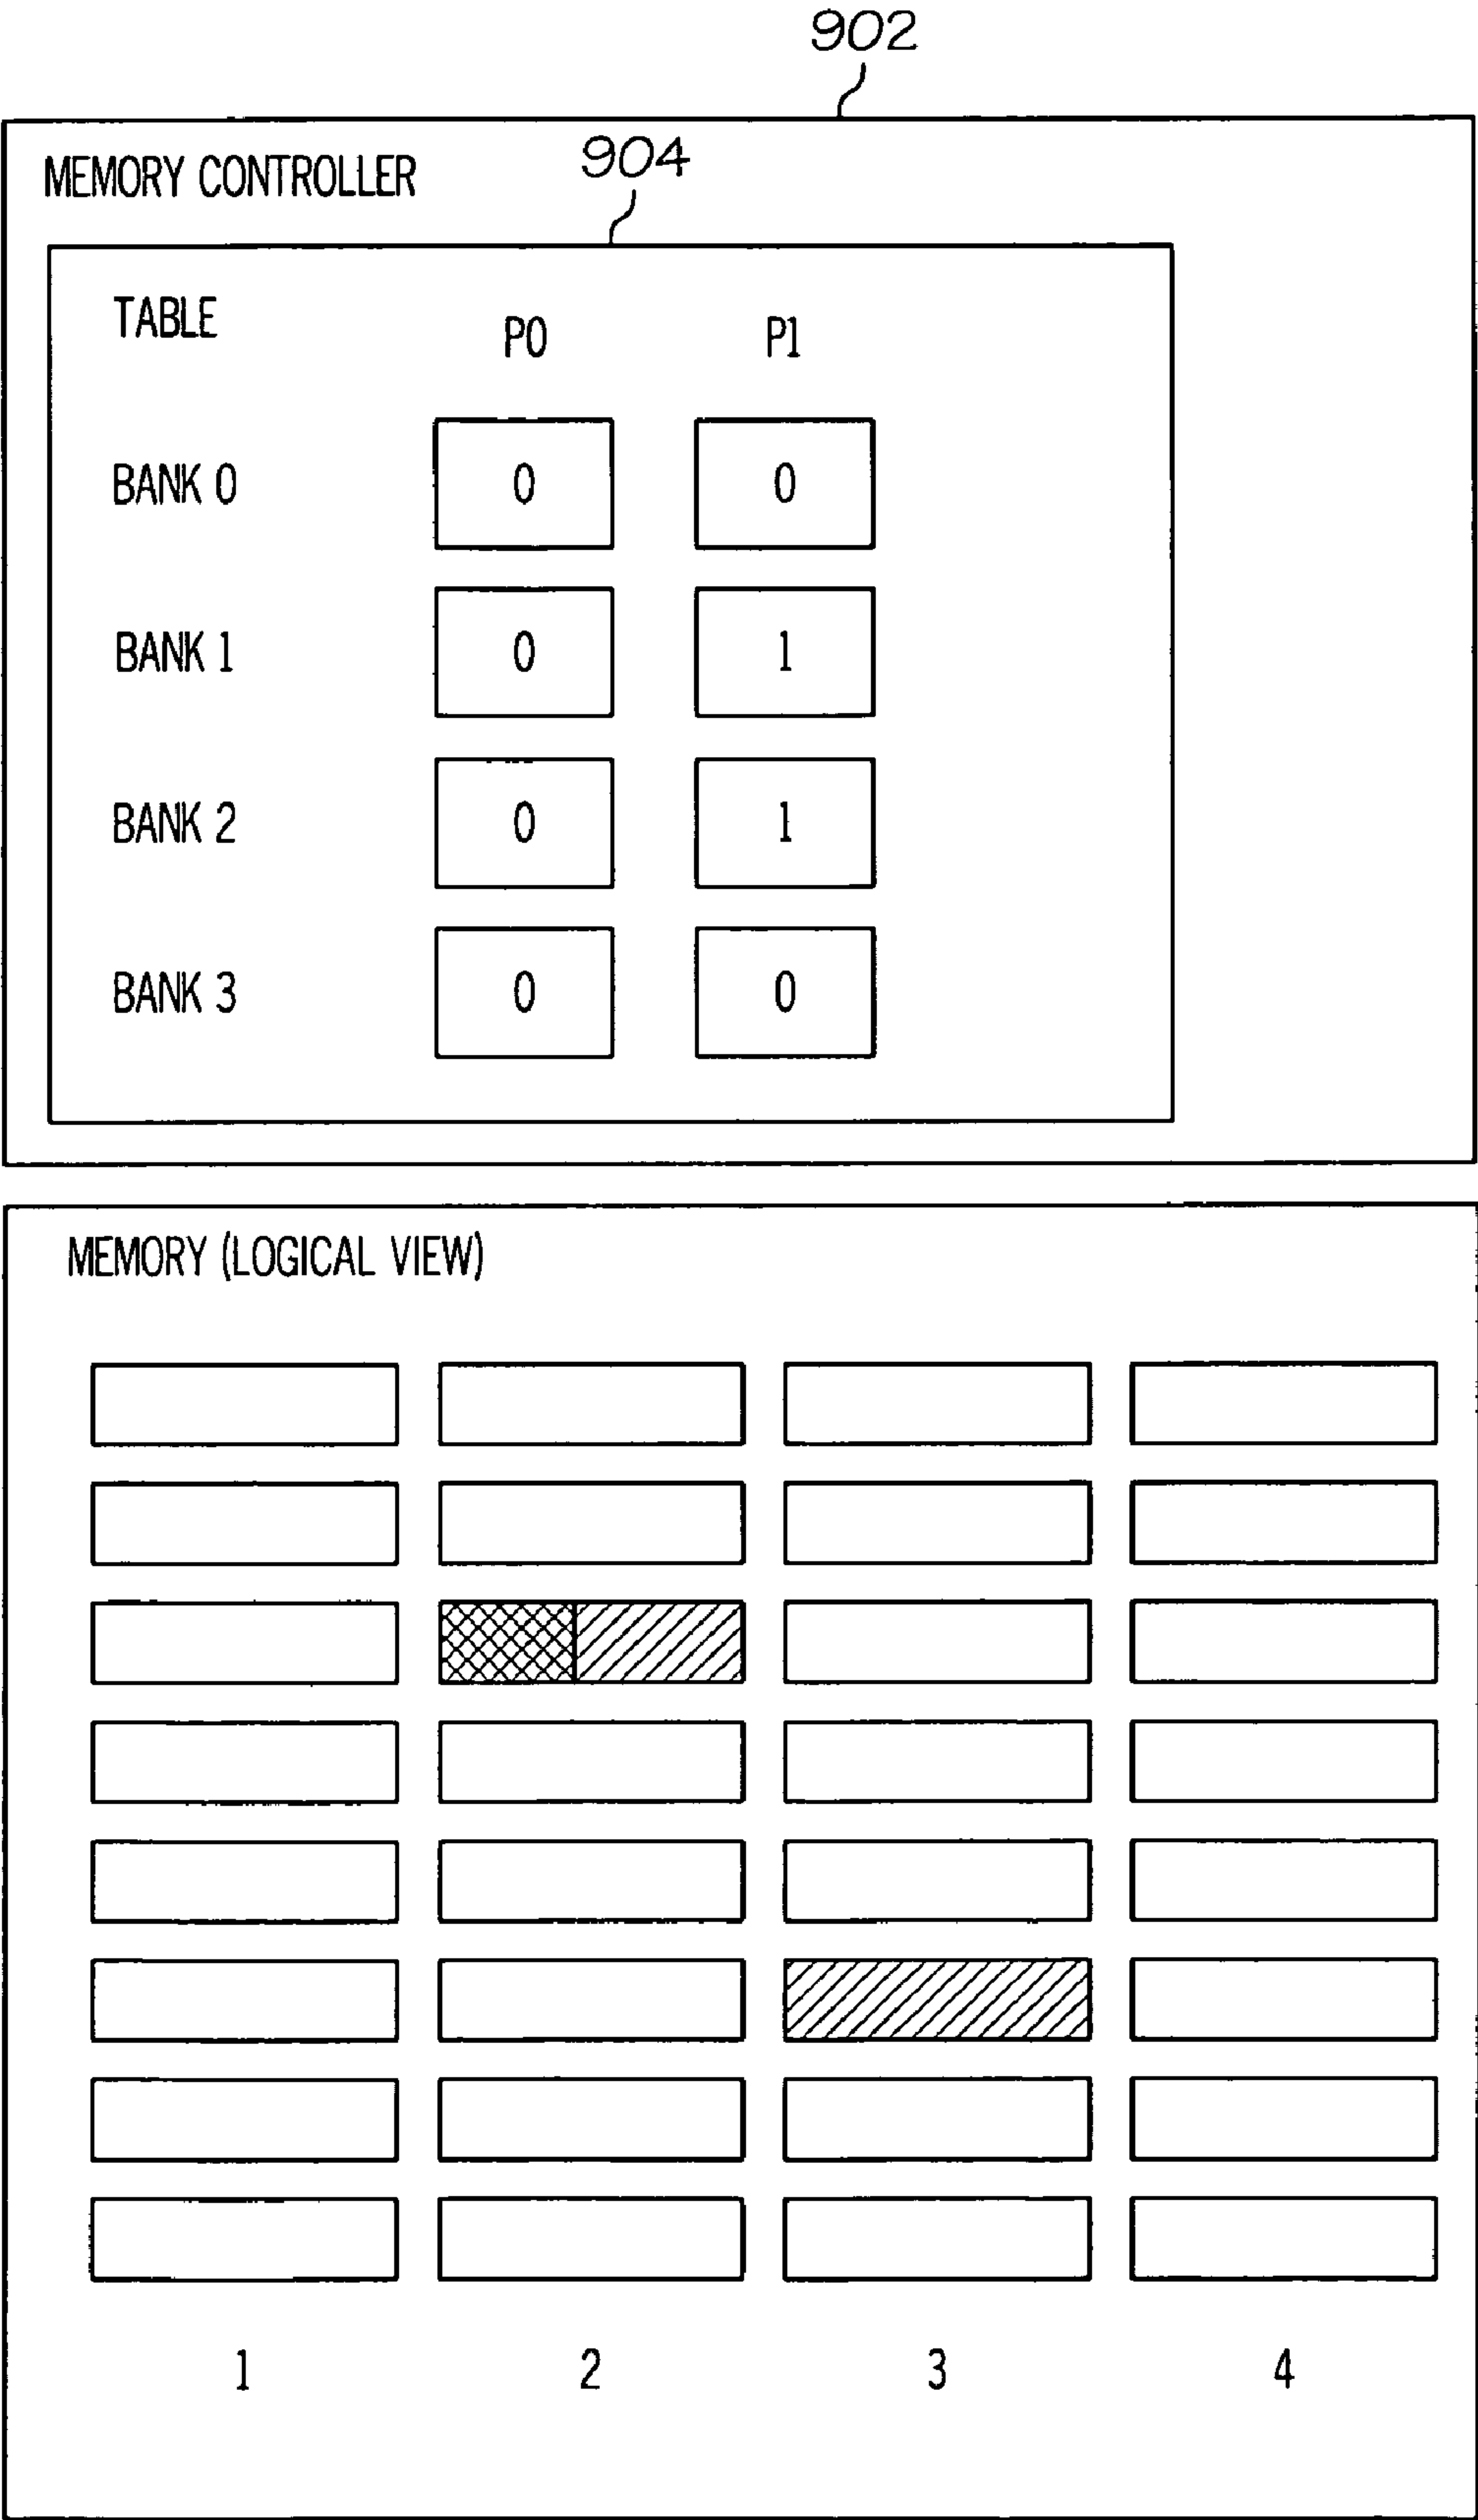 902
MEMORY CONTROLLER
904
TABLE P0 P1
BANK 0 0 0
BANK 1 0 1
BANK 2 0 1
BANK 3 0 0
MEMORY (LOGICAL VIEW)
1 2 3 4